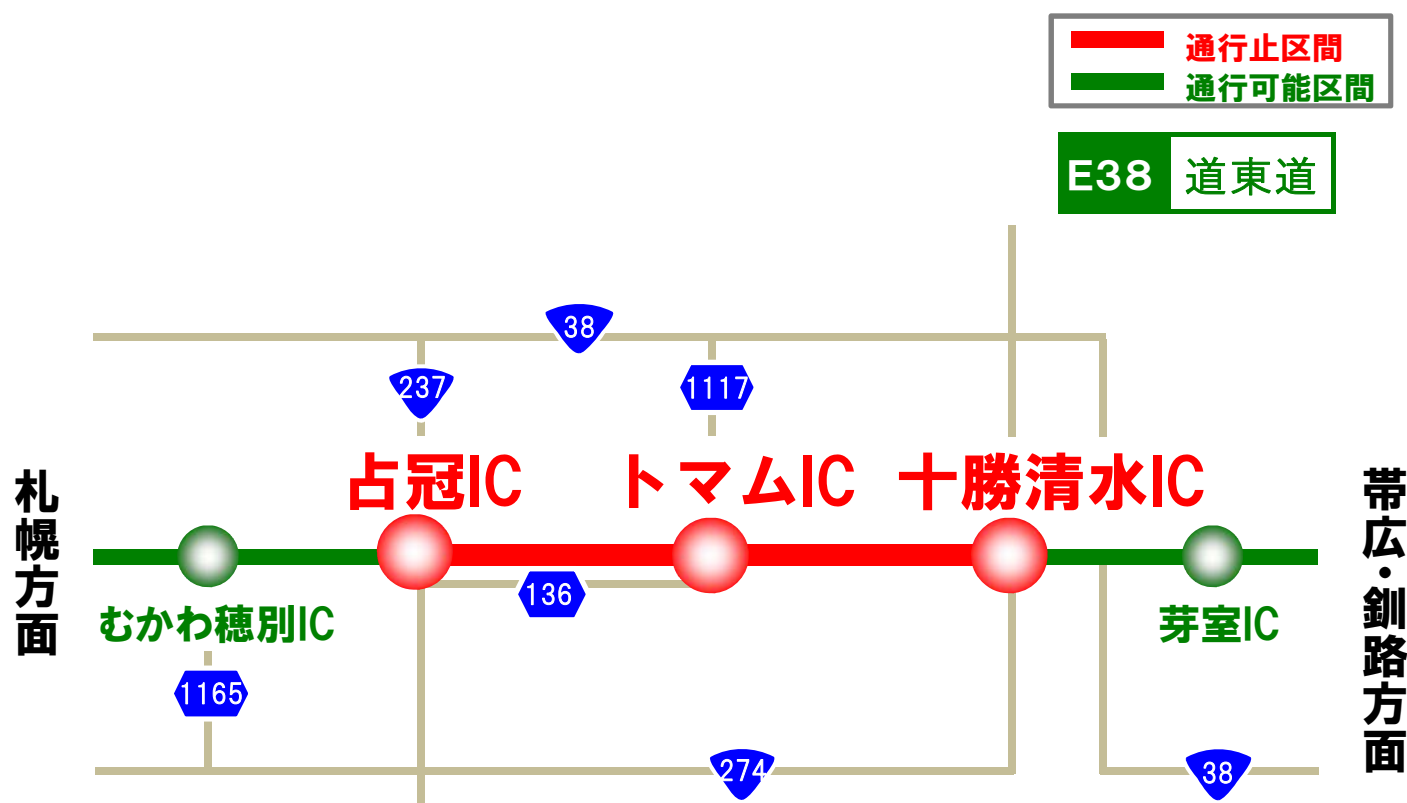 通行止区間
通行可能区間
E38 道東道
38
237
1117
占冠IC トマムIC 十勝清水IC
札幌方面
帯広・釧路方面
136
むかわ穂別IC
芽室IC
1165
274
38